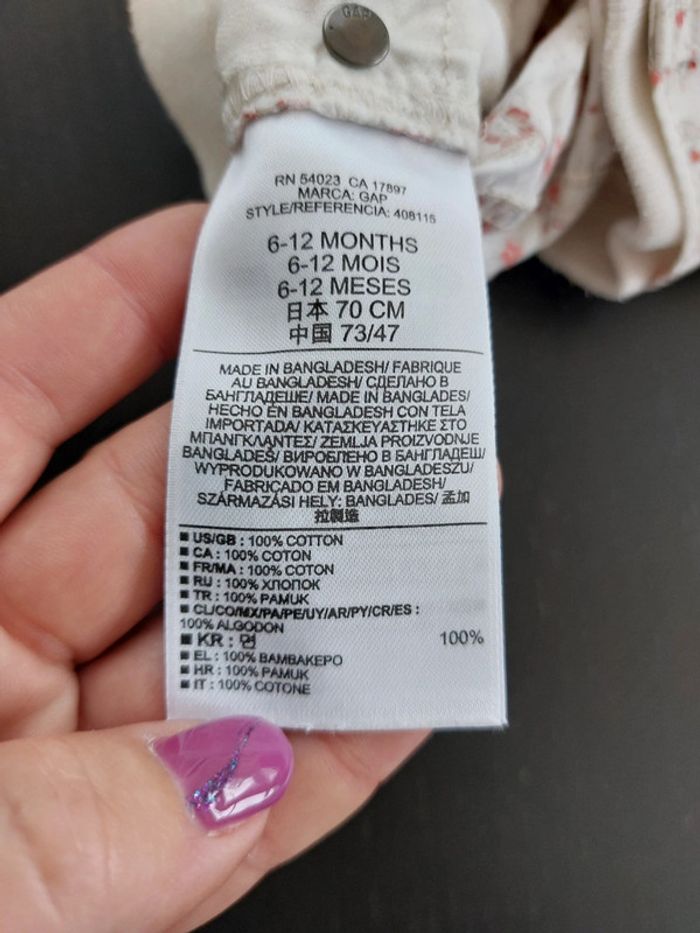 GAP
RN 54023 CA 17897
MARCA: GAP
STYLE/REFERENCIA: 408115
6-12 MONTHS
6-12 MOIS
6-12 MESES
日本 70 CM
中国 73/47
MADE IN BANGLADESH/ FABRIQUE
AU BANGLADESH/ СДЕЛАНО В
БАНГЛАДЕШЕ/ MADE IN BANGLADES/
HECHO EN BANGLADESH CON TELA
IMPORTADA/ ΚΑΤΑΣΚΕΥΑΣΤΗΚΕ ΣΤΟ
ΜΠΑΝΓΚΛΑΝΤΕΣ/ ZEMLJA PROIZVODNJE
BANGLADEŠ/ ВИРОБЛЕНО В БАНГЛАДЕШ/
WYPRODUKOWANO W BANGLADESZU/
FABRICADO EM BANGLADESH/
SZÁRMAZÁSI HELY: BANGLADES/ 孟加
拉製造
■ US/GB : 100% COTTON
■ CA : 100% COTON
■ FR/MA : 100% COTON
■ RU : 100% ХЛОПОК
■ TR : 100% PAMUK
■ CL/CO/MX/PA/PE/UY/AR/PY/CR/ES :
100% ALGODON
■ KR : 면 100%
■ EL : 100% ΒΑΜΒΑΚΕΡΟ
■ HR : 100% PAMUK
■ IT : 100% COTONE